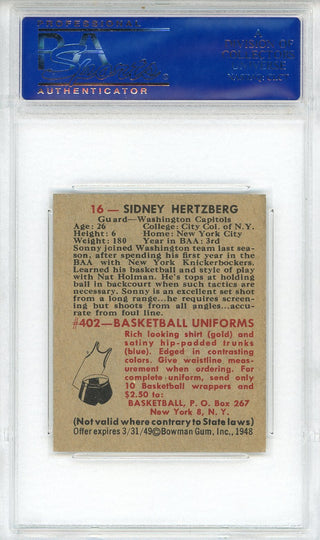 PROFESSIONAL
A DIVISION OF
PSA
AUTHENTICATOR
16 — SIDNEY HERTZBERG
Guard—Washington Capitols
Age: 26 College: City Col. of N.Y.
Height: 6 Home: New York City
Weight: 180 Year in BAA: 3rd
Sonny joined Washington team last sea-
son, after spending his first year in the
BAA with New York Knickerbockers.
Learned his basketball and style of play
with Nat Holman. He's tops at holding
ball in backcourt when such tactics are
necessary. Sonny is an excellent set shot
from a long range...he requires screen-
ing but shoots from all angles...accu-
rate from foul line.
#402—BASKETBALL UNIFORMS
Rich looking shirt (gold) and
satiny hip-padded trunks
(blue). Edged in contrasting
colors. Give waistline meas-
urement when ordering. For
complete uniform, send only
10 Basketball wrappers and
$2.50 to:
BASKETBALL, P. O. Box 267
New York 8, N. Y.
(Not valid where contrary to State laws)
Offer expires 3/31/49©Bowman Gum, Inc., 1948